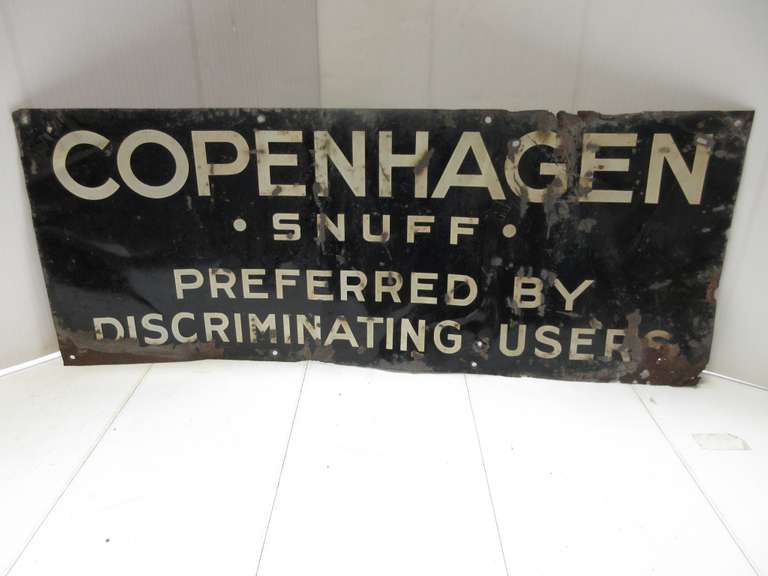 COPENHAGEN
• SNUFF •
PREFERRED BY
DISCRIMINATING USERS